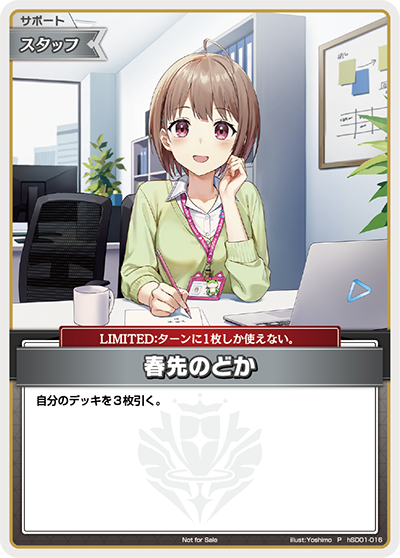 サポート
スタッフ
LIMITED:ターンに1枚しか使えない。
春先のどか
自分のデッキを3枚引く。
Not for Sale
illust:Yoshimo P hSD01-016